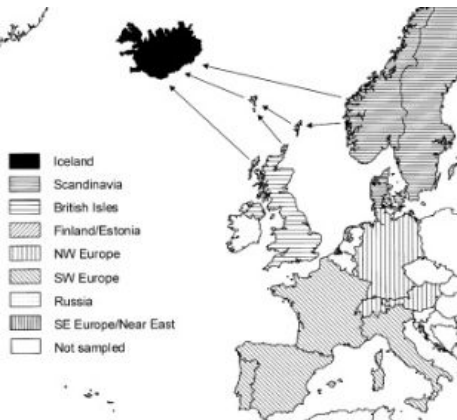 Iceland
Scandinavia
British Isles
Finland/Estonia
NW Europe
SW Europe
Russia
SE Europe/Near East
Not sampled